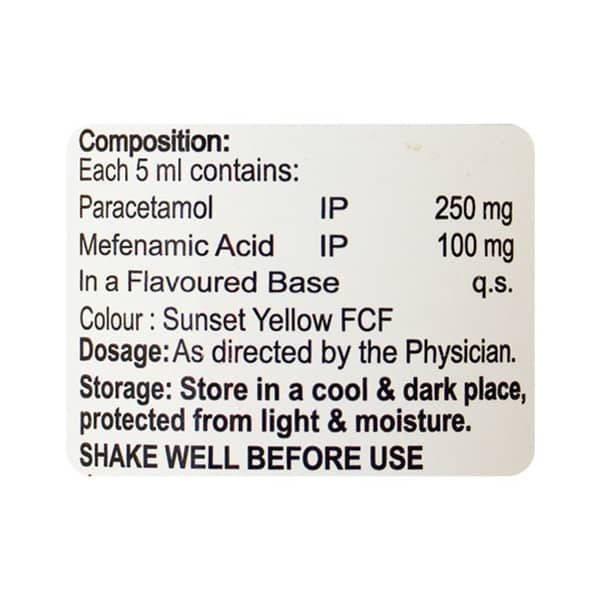 Composition:
Each 5 ml contains:
Paracetamol IP 250 mg
Mefenamic Acid IP 100 mg
In a Flavoured Base q.s.
Colour : Sunset Yellow FCF
Dosage: As directed by the Physician.
Storage: Store in a cool & dark place,
protected from light & moisture.
SHAKE WELL BEFORE USE